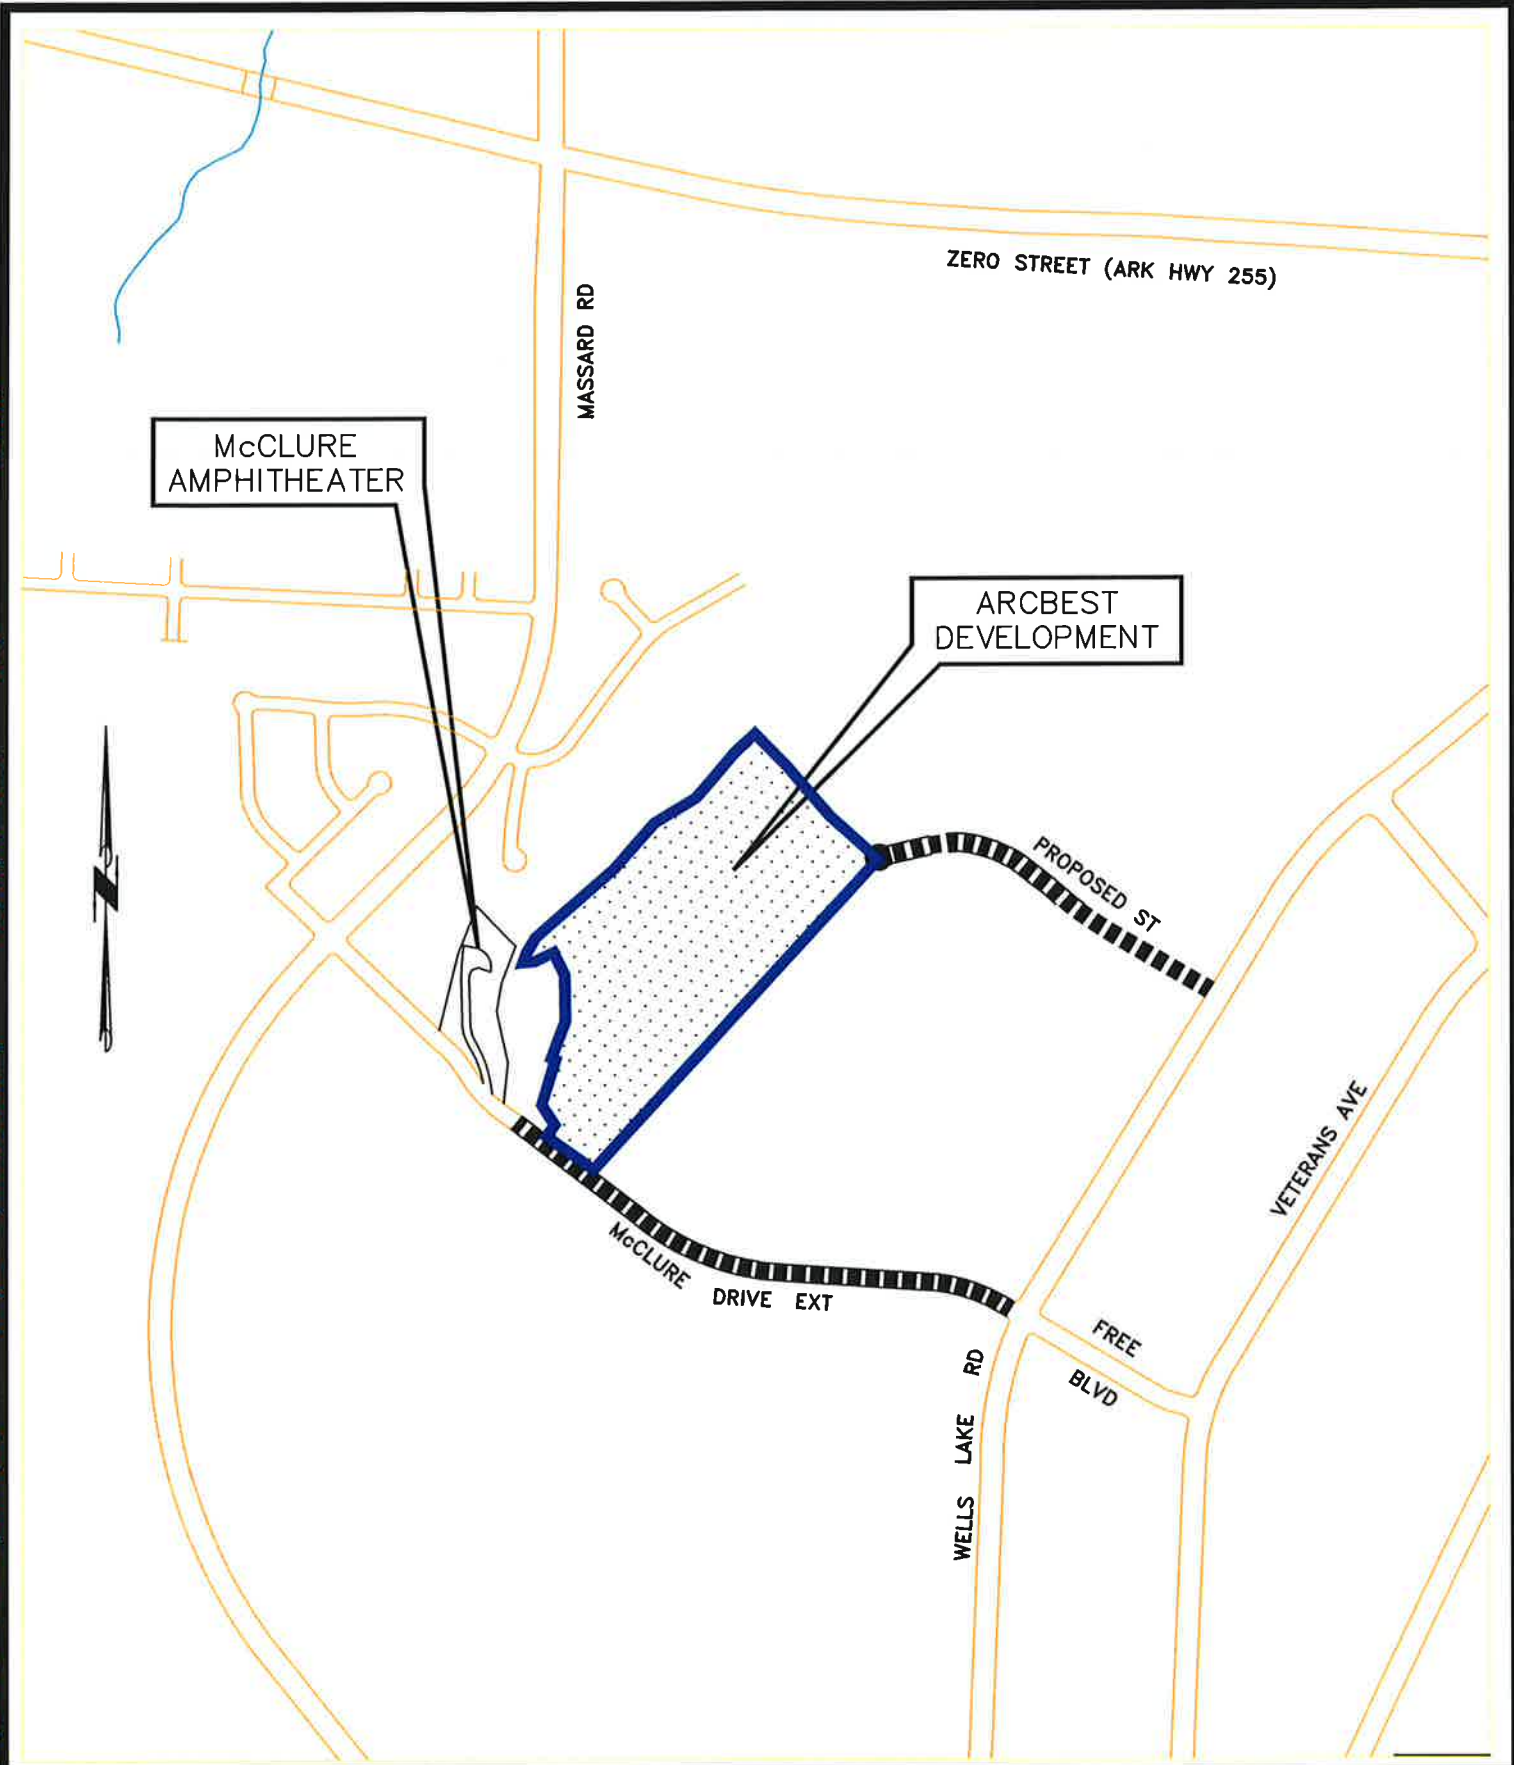 ZERO STREET (ARK HWY 255)
MASSARD RD
McCLURE
AMPHITHEATER
ARCBEST
DEVELOPMENT
PROPOSED ST
N
VETERANS AVE
McCLURE DRIVE EXT
FREE
BLVD
WELLS LAKE RD